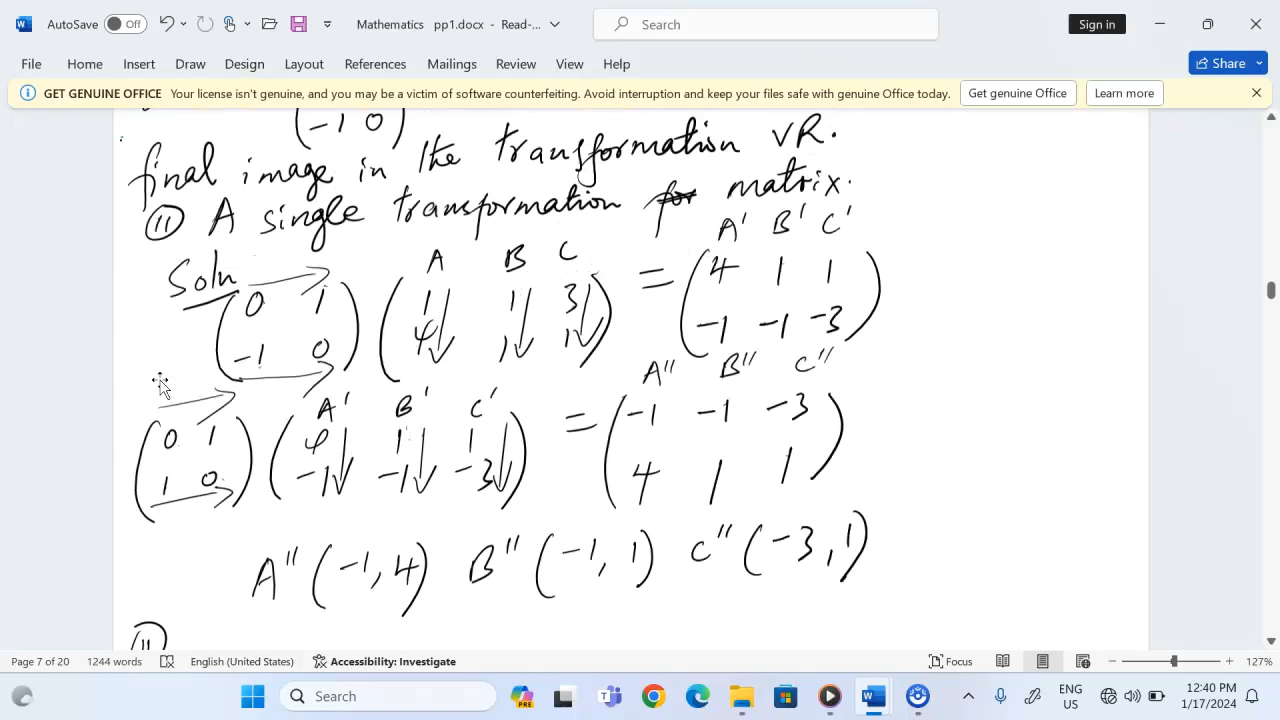 AutoSave Off Mathematics pp1.docx - Read-... Search Sign in
File Home Insert Draw Design Layout References Mailings Review View Help Share
GET GENUINE OFFICE Your license isn't genuine, and you may be a victim of software counterfeiting. Avoid interruption and keep your files safe with genuine Office today. Get genuine Office Learn more
(-1 0)
final image in the transformation VR.
(ii) A single transformation matrix.
A' B' C'
Soln A B C
(0 1) (1 1 3) = (4 1 1)
(-1 0) (4 1 1) (-1 -1 -3)
A'' B'' C''
A' B' C'
(0 1) (4 1 1) = (-1 -1 -3)
(1 0) (-1 -1 -3) (4 1 1)
A'' (-1, 4) B'' (-1, 1) C'' (-3, 1)
(ii)
Page 7 of 20 1244 words English (United States) Accessibility: Investigate Focus 127%
Search PRE ENG US 12:40 PM 1/17/2024